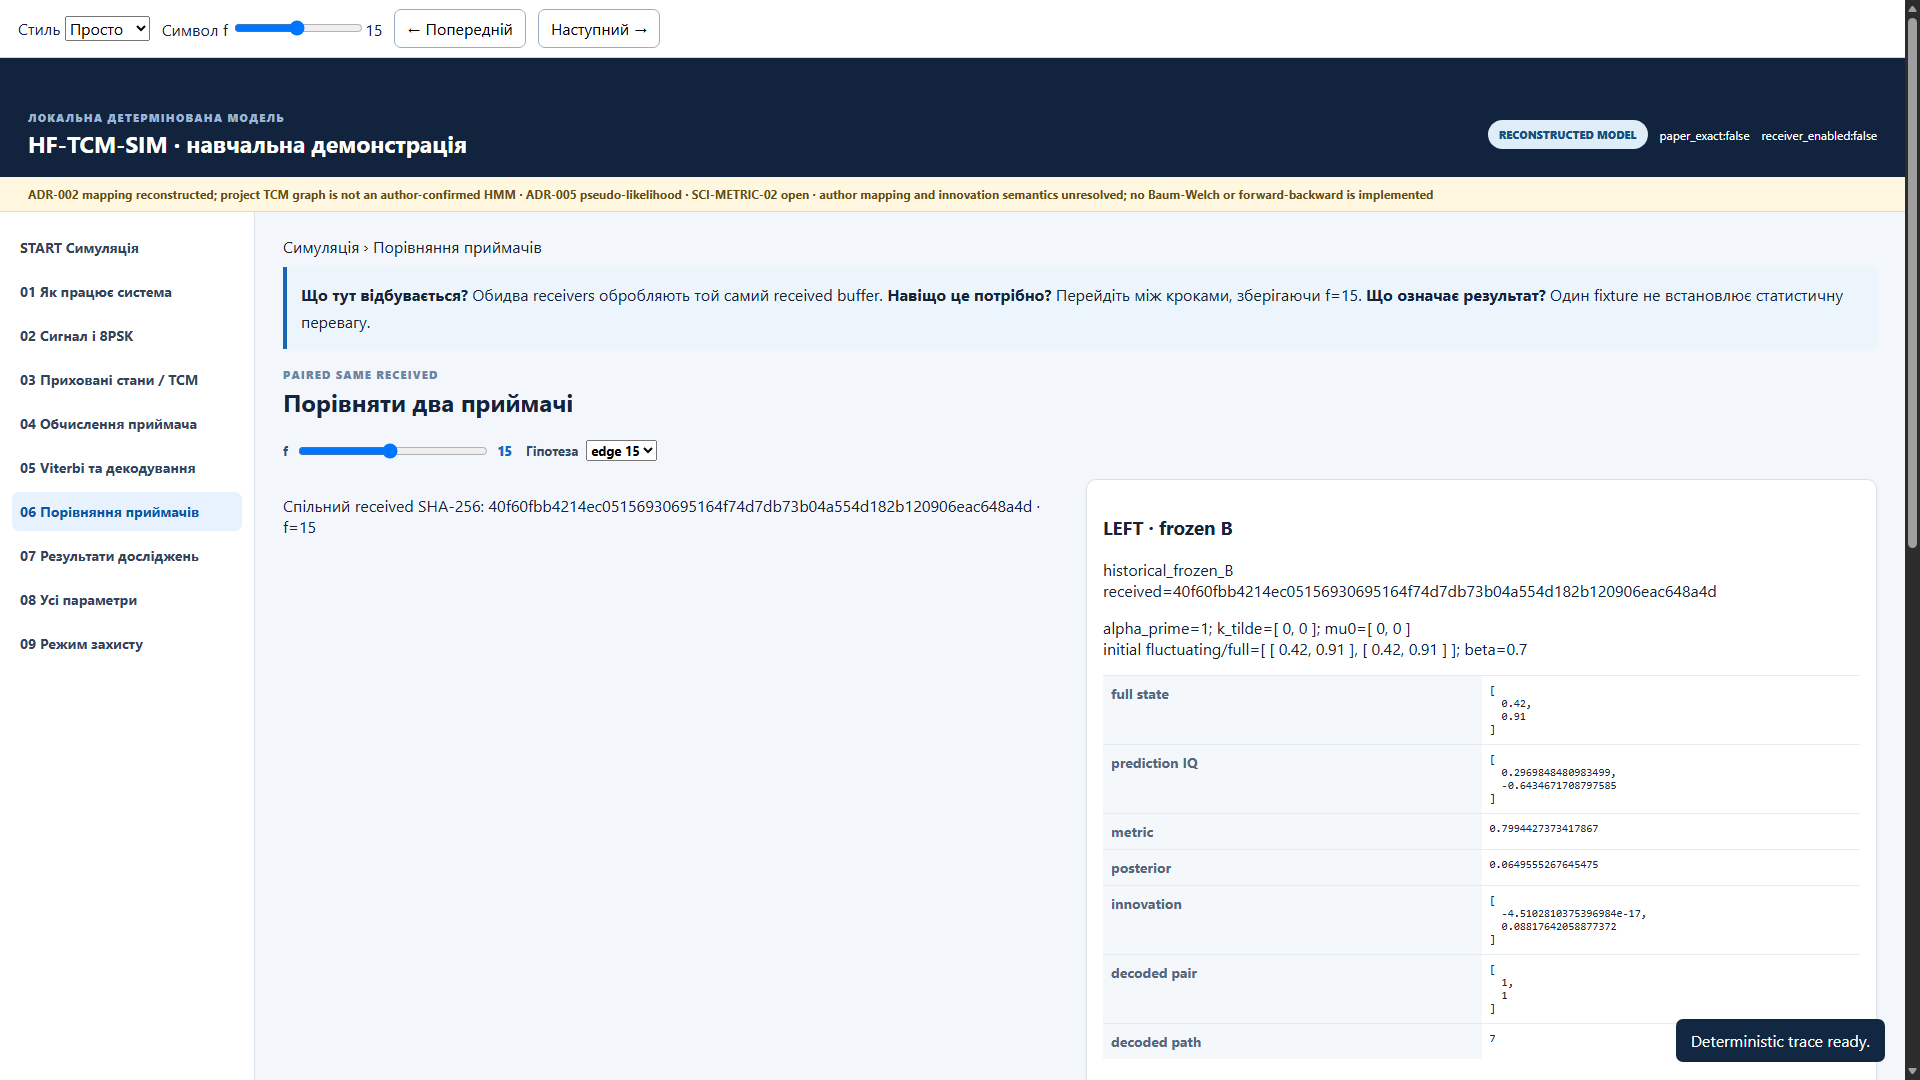 Стиль Просто Символ f 15 ← Попередній Наступний →
ЛОКАЛЬНА ДЕТЕРМІНОВАНА МОДЕЛЬ
HF-TCM-SIM · навчальна демонстрація
RECONSTRUCTED MODEL paper_exact:false receiver_enabled:false
ADR-002 mapping reconstructed; project TCM graph is not an author-confirmed HMM · ADR-005 pseudo-likelihood · SCI-METRIC-02 open · author mapping and innovation semantics unresolved; no Baum-Welch or forward-backward is implemented
START Симуляція
01 Як працює система
02 Сигнал і 8PSK
03 Приховані стани / TCM
04 Обчислення приймача
05 Viterbi та декодування
06 Порівняння приймачів
07 Результати досліджень
08 Усі параметри
09 Режим захисту
Симуляція › Порівняння приймачів
Що тут відбувається? Обидва receivers обробляють той самий received buffer. Навіщо це потрібно? Перейдіть між кроками, зберігаючи f=15. Що означає результат? Один fixture не встановлює статистичну
перевагу.
PAIRED SAME RECEIVED
Порівняти два приймачі
f 15 Гіпотеза edge 15
Спільний received SHA-256: 40f60fbb4214ec05156930695164f74d7db73b04a554d182b120906eac648a4d ·
f=15
LEFT · frozen B
historical_frozen_B
received=40f60fbb4214ec05156930695164f74d7db73b04a554d182b120906eac648a4d
alpha_prime=1; k_tilde=[ 0, 0 ]; mu0=[ 0, 0 ]
initial fluctuating/full=[ [ 0.42, 0.91 ], [ 0.42, 0.91 ] ]; beta=0.7
full state
[
0.42,
0.91
]
prediction IQ
[
0.2969848480983499,
-0.6434671708797585
]
metric 0.7994427373417867
posterior 0.0649555267645475
innovation
[
-4.5102810375396984e-17,
0.08817642058877372
]
decoded pair
[
1,
1
]
decoded path 7
Deterministic trace ready.